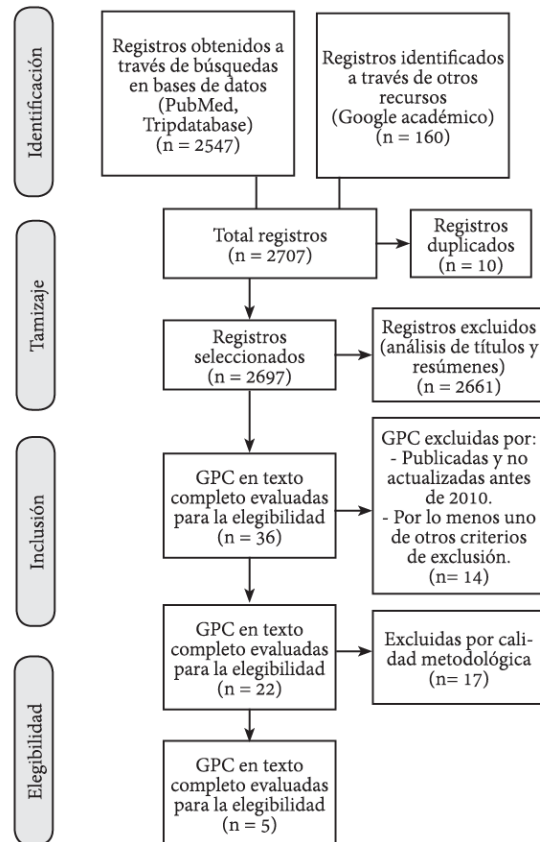 Identificación
Registros obtenidos a
través de búsquedas
en bases de datos
(PubMed,
Tripdatabase)
(n = 2547)
Registros identificados
a través de otros
recursos
(Google académico)
(n = 160)
Tamizaje
Total registros
(n = 2707)
Registros
duplicados
(n = 10)
Registros
seleccionados
(n = 2697)
Registros excluidos
(análisis de títulos y
resúmenes)
(n = 2661)
Inclusión
GPC en texto
completo evaluadas
para la elegibilidad
(n = 36)
GPC excluidas por:
- Publicadas y no
actualizadas antes
de 2010.
- Por lo menos uno
de otros criterios
de exclusión.
(n= 14)
GPC en texto
completo evaluadas
para la elegibilidad
(n = 22)
Excluidas por cali-
dad metodológica
(n= 17)
Elegibilidad
GPC en texto
completo evaluadas
para la elegibilidad
(n = 5)